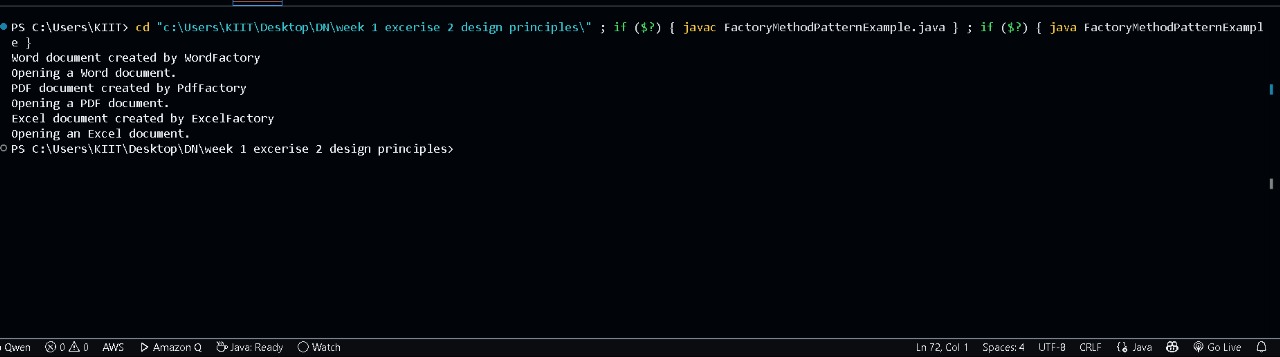 PS C:\Users\KIIT> cd "c:\Users\KIIT\Desktop\DN\week 1 excerise 2 design principles\" ; if ($?) { javac FactoryMethodPatternExample.java } ; if ($?) { java FactoryMethodPatternExampl
e }
Word document created by WordFactory
Opening a Word document.
PDF document created by PdfFactory
Opening a PDF document.
Excel document created by ExcelFactory
Opening an Excel document.
PS C:\Users\KIIT\Desktop\DN\week 1 excerise 2 design principles>
Qwen 0 0 AWS Amazon Q Java: Ready Watch Ln 72, Col 1 Spaces: 4 UTF-8 CRLF Java Go Live